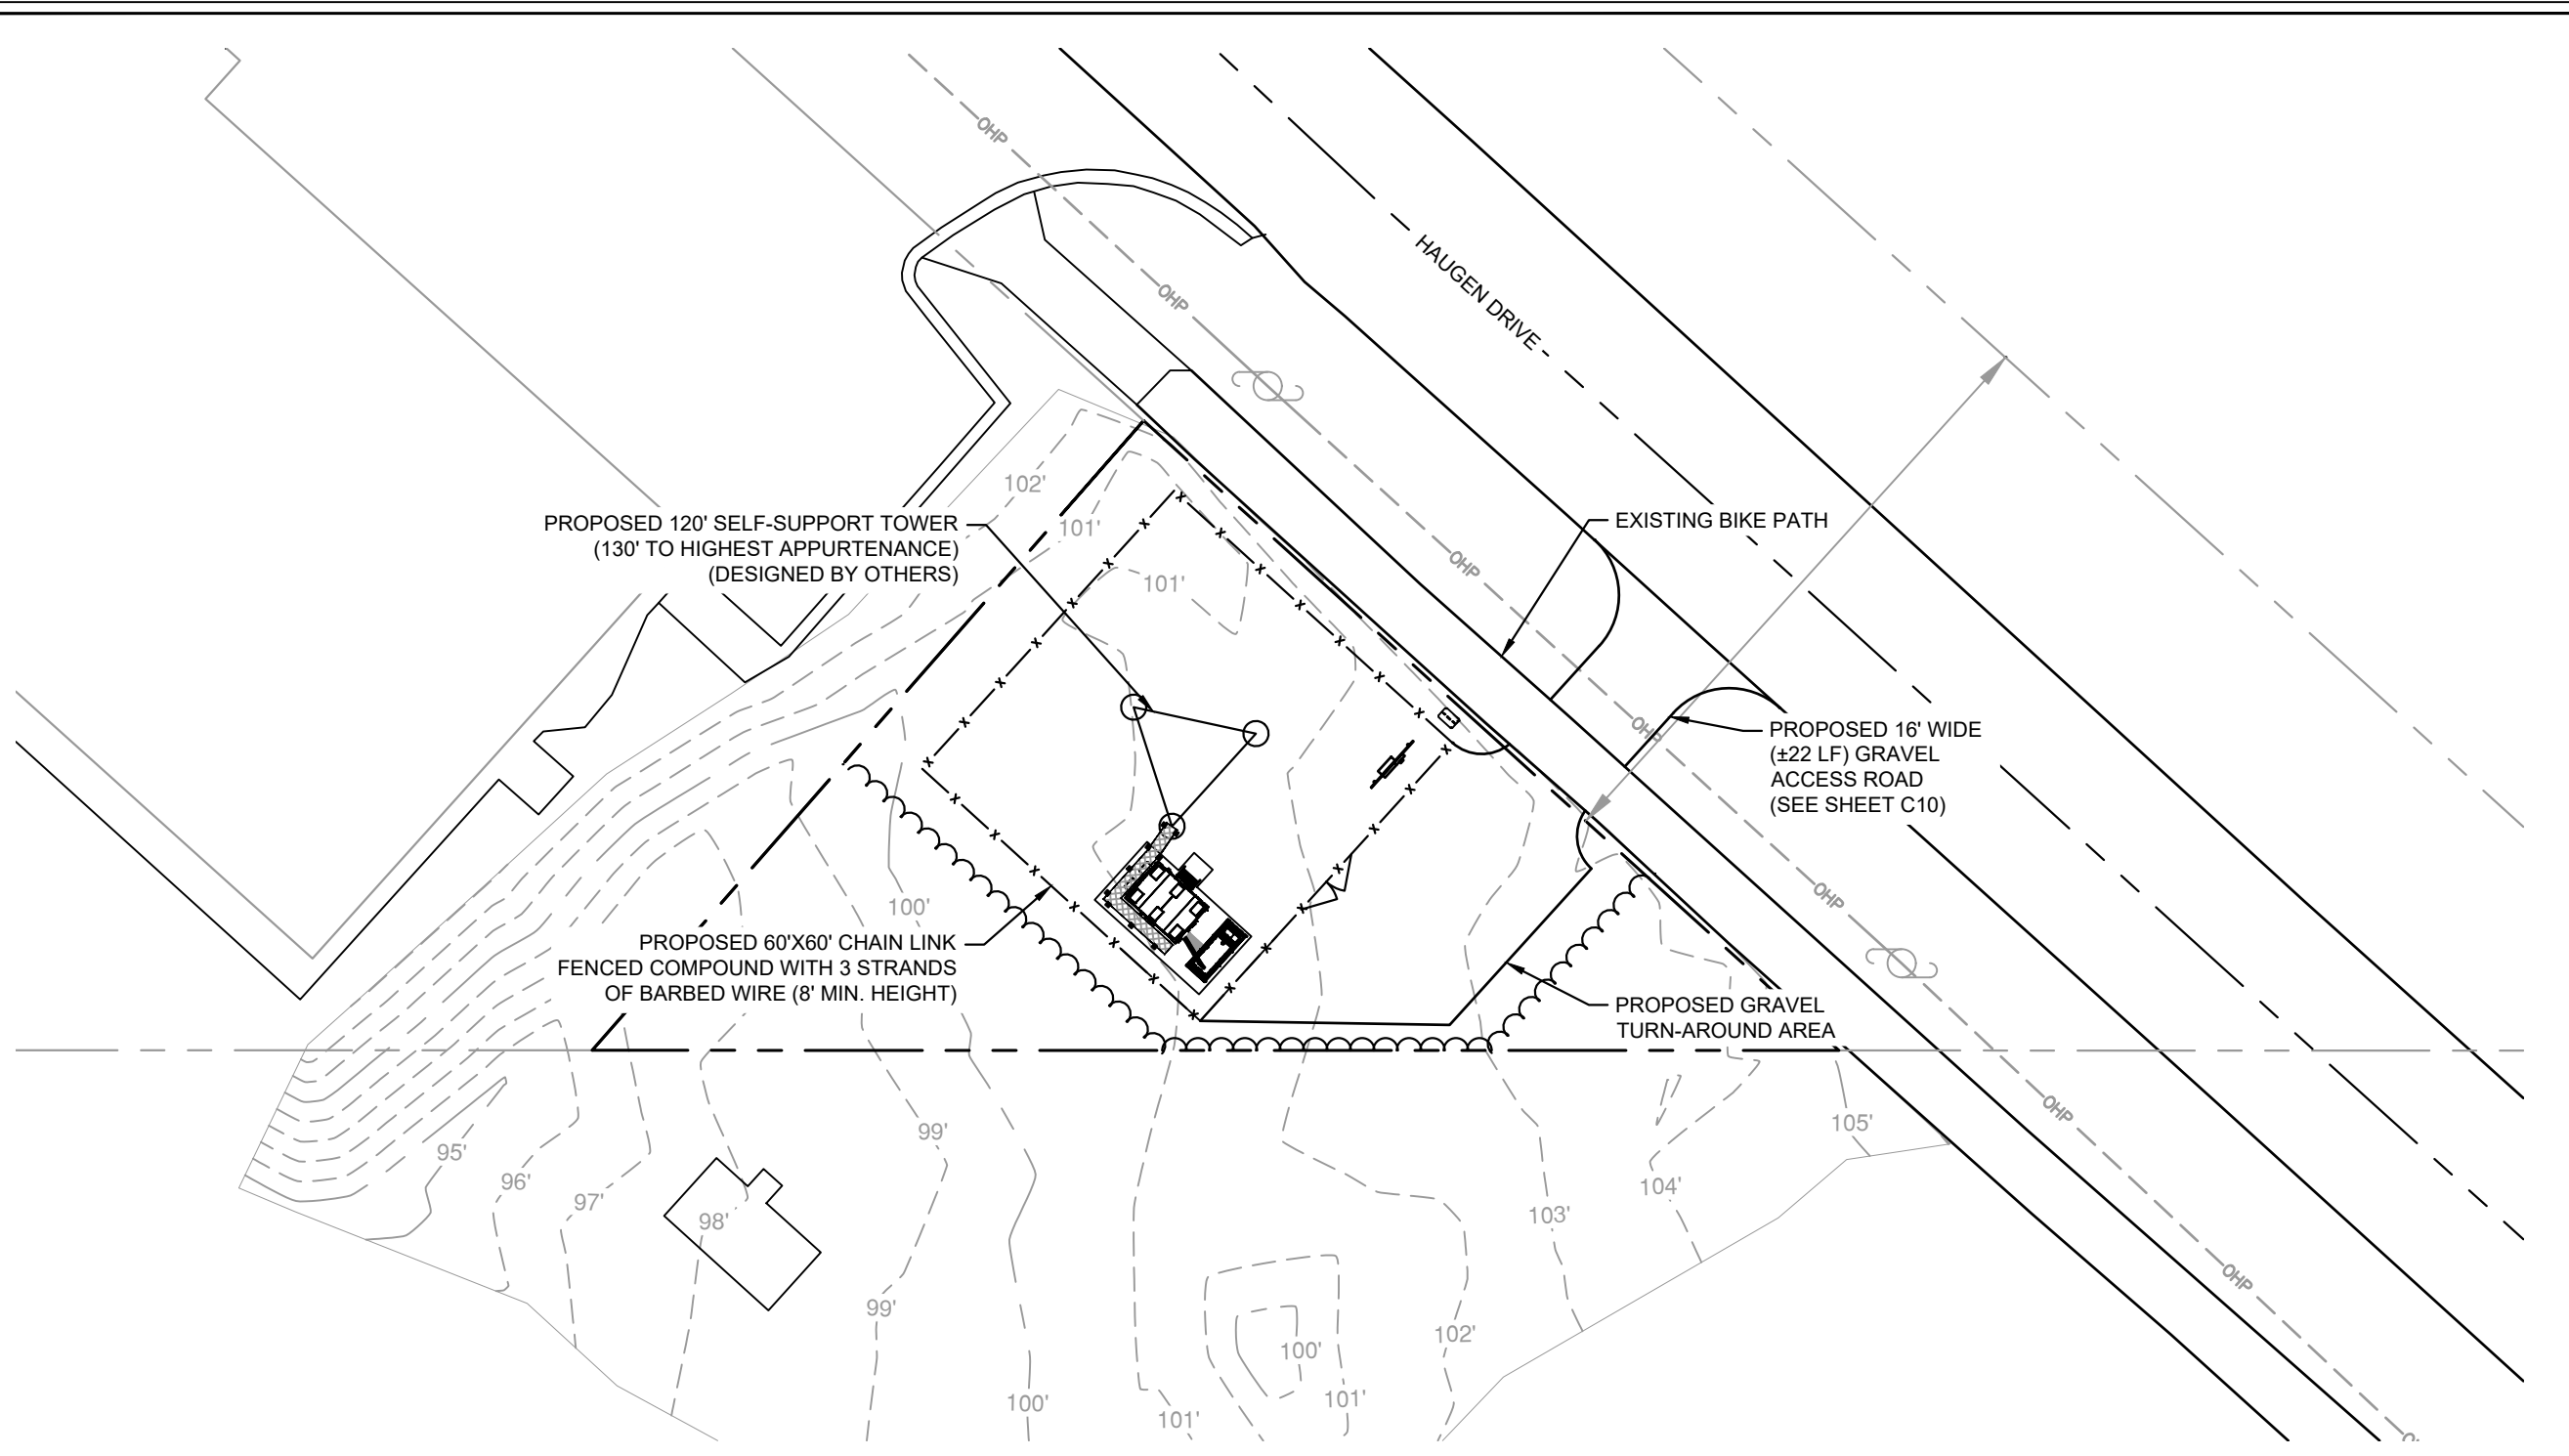 OHP
OHP
HAUGEN DRIVE
102'
PROPOSED 120' SELF-SUPPORT TOWER
(130' TO HIGHEST APPURTENANCE)
(DESIGNED BY OTHERS)
101'
101'
EXISTING BIKE PATH
OHP
OHP
PROPOSED 16' WIDE
(±22 LF) GRAVEL
ACCESS ROAD
(SEE SHEET C10)
100'
OHP
PROPOSED 60'X60' CHAIN LINK
FENCED COMPOUND WITH 3 STRANDS
OF BARBED WIRE (8' MIN. HEIGHT)
PROPOSED GRAVEL
TURN-AROUND AREA
OHP
95'
96'
97'
98'
99'
105'
104'
103'
OHP
99'
100'
102'
100'
101'
101'